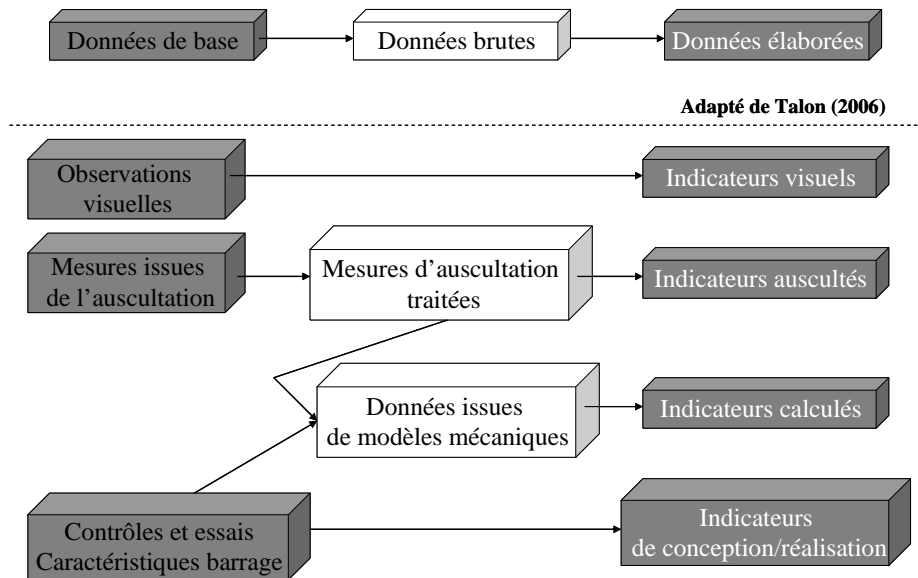 Données de base
Données brutes
Données élaborées
Adapté de Talon (2006)
Observations
visuelles
Indicateurs visuels
Mesures issues
de l'auscultation
Mesures d'auscultation
traitées
Indicateurs auscultés
Données issues
de modèles mécaniques
Indicateurs calculés
Contrôles et essais
Caractéristiques barrage
Indicateurs
de conception/réalisation